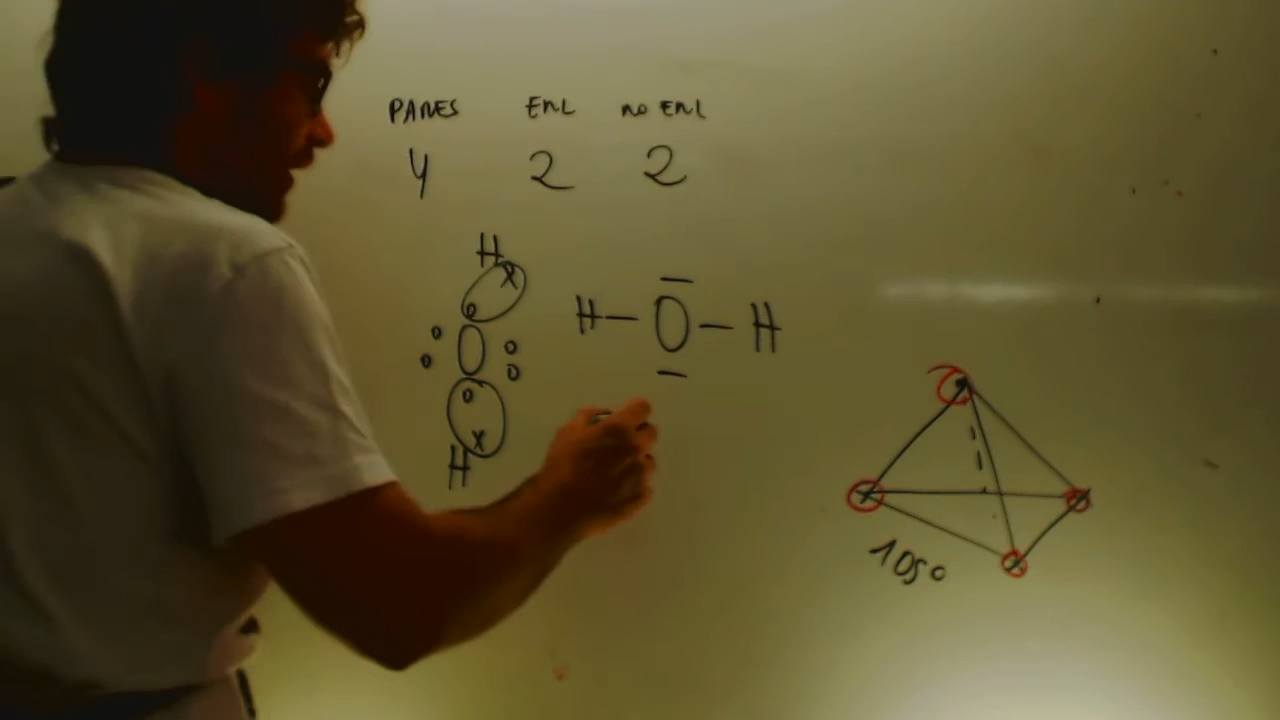 PARES ENL no ENL
4 2 2
H
x
O
x
H
H—O—H
105°